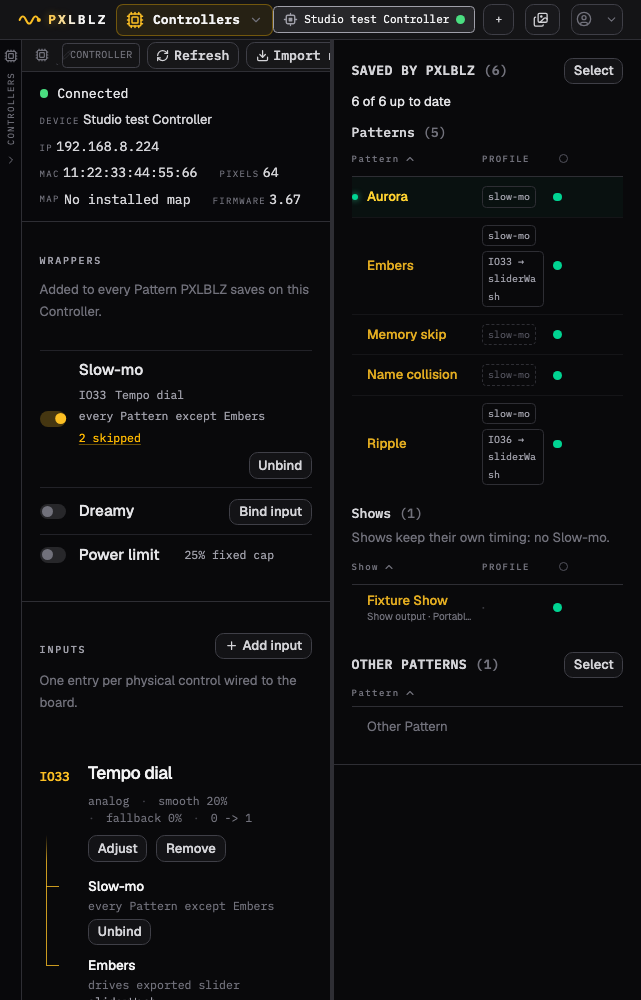 PXLBLZ
Controllers
Studio test Controller
+
CONTROLLERS
CONTROLLER
Refresh
Import
Connected
DEVICE Studio test Controller
IP 192.168.8.224
MAC 11:22:33:44:55:66 PIXELS 64
MAP No installed map FIRMWARE 3.67
WRAPPERS
Added to every Pattern PXLBLZ saves on this
Controller.
Slow-mo
IO33 Tempo dial
every Pattern except Embers
2 skipped
Unbind
Dreamy
Bind input
Power limit 25% fixed cap
INPUTS
+ Add input
One entry per physical control wired to the
board.
IO33 Tempo dial
analog · smooth 20%
· fallback 0% · 0 -> 1
Adjust Remove
Slow-mo
every Pattern except Embers
Unbind
Embers
drives exported slider
sliderWash
SAVED BY PXLBLZ (6)
Select
6 of 6 up to date
Patterns (5)
Pattern PROFILE
Aurora slow-mo
Embers slow-mo
IO33 →
sliderWa
sh
Memory skip slow-mo
Name collision slow-mo
Ripple slow-mo
IO36 →
sliderWa
sh
Shows (1)
Shows keep their own timing: no Slow-mo.
Show PROFILE
Fixture Show ·
Show output · Portabl…
OTHER PATTERNS (1)
Select
Pattern
Other Pattern